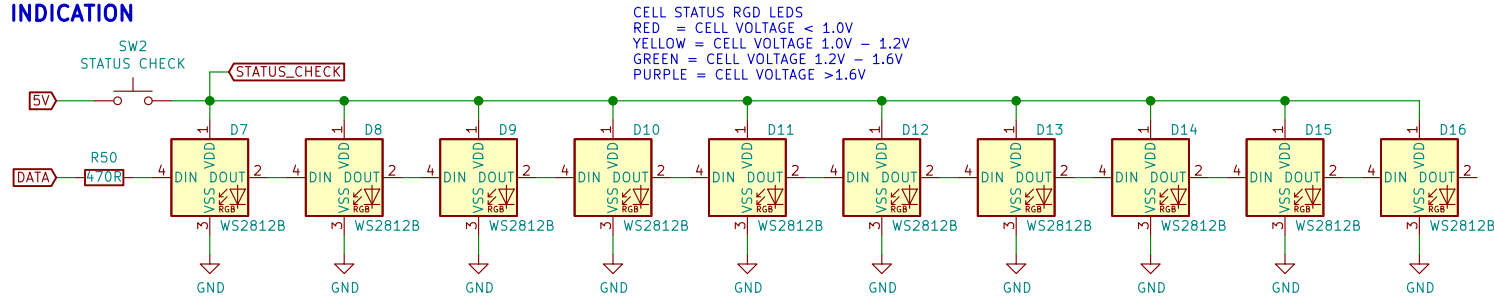 INDICATION
CELL STATUS RGD LEDS
RED = CELL VOLTAGE < 1.0V
YELLOW = CELL VOLTAGE 1.0V - 1.2V
GREEN = CELL VOLTAGE 1.2V - 1.6V
PURPLE = CELL VOLTAGE >1.6V
SW2
STATUS CHECK
STATUS_CHECK
5V
1 D7 1 D8 1 D9 1 D10 1 D11 1 D12 1 D13 1 D14 1 D15 1 D16
VDD VDD VDD VDD VDD VDD VDD VDD VDD VDD
R50
DATA 470R 4 DIN DOUT 2 4 DIN DOUT 2 4 DIN DOUT 2 4 DIN DOUT 2 4 DIN DOUT 2 4 DIN DOUT 2 4 DIN DOUT 2 4 DIN DOUT 2 4 DIN DOUT 2 4 DIN DOUT 2
VSS RGB VSS RGB VSS RGB VSS RGB VSS RGB VSS RGB VSS RGB VSS RGB VSS RGB VSS RGB
3 WS2812B 3 WS2812B 3 WS2812B 3 WS2812B 3 WS2812B 3 WS2812B 3 WS2812B 3 WS2812B 3 WS2812B 3 WS2812B
GND GND GND GND GND GND GND GND GND GND